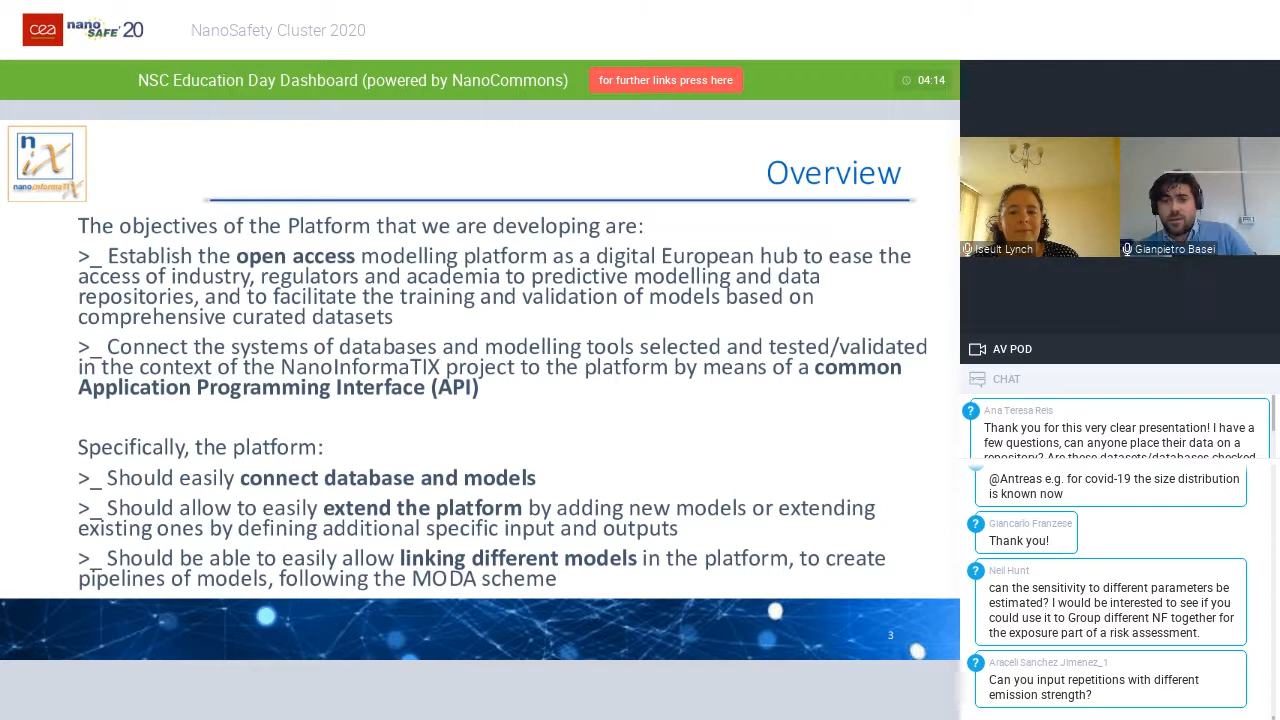 cea nano SAFE' 20
NanoSafety Cluster 2020
NSC Education Day Dashboard (powered by NanoCommons)
for further links press here
04:14
n
iX
nanoinformaTIX
Overview
The objectives of the Platform that we are developing are:
>_ Establish the open access modelling platform as a digital European hub to ease the
access of industry, regulators and academia to predictive modelling and data
repositories, and to facilitate the training and validation of models based on
comprehensive curated datasets
>_ Connect the systems of databases and modelling tools selected and tested/validated
in the context of the NanoInformaTIX project to the platform by means of a common
Application Programming Interface (API)
Specifically, the platform:
>_ Should easily connect database and models
>_ Should allow to easily extend the platform by adding new models or extending
existing ones by defining additional specific input and outputs
>_ Should be able to easily allow linking different models in the platform, to create
pipelines of models, following the MODA scheme
3
Iseult Lynch
Gianpietro Basei
AV POD
CHAT
? Ana Teresa Reis
Thank you for this very clear presentation! I have a
few questions, can anyone place their data on a
repository? Are these datasets/databases checked
@Antreas e.g. for covid-19 the size distribution
is known now
? Giancarlo Franzese
Thank you!
? Neil Hunt
can the sensitivity to different parameters be
estimated? I would be interested to see if you
could use it to Group different NF together for
the exposure part of a risk assessment.
? Araceli Sanchez Jimenez_1
Can you input repetitions with different
emission strength?